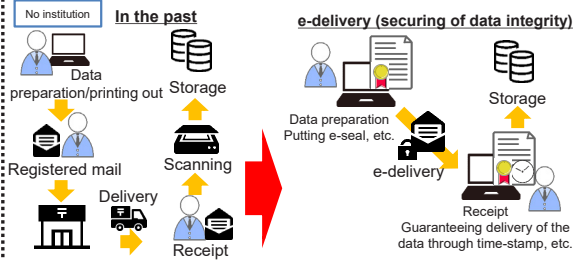 No institution
In the past
Data
preparation/printing out
Registered mail
〒
Delivery
〒
Receipt
Scanning
Storage
e-delivery (securing of data integrity)
Data preparation
Putting e-seal, etc.
e-delivery
Storage
Receipt
Guaranteeing delivery of the
data through time-stamp, etc.